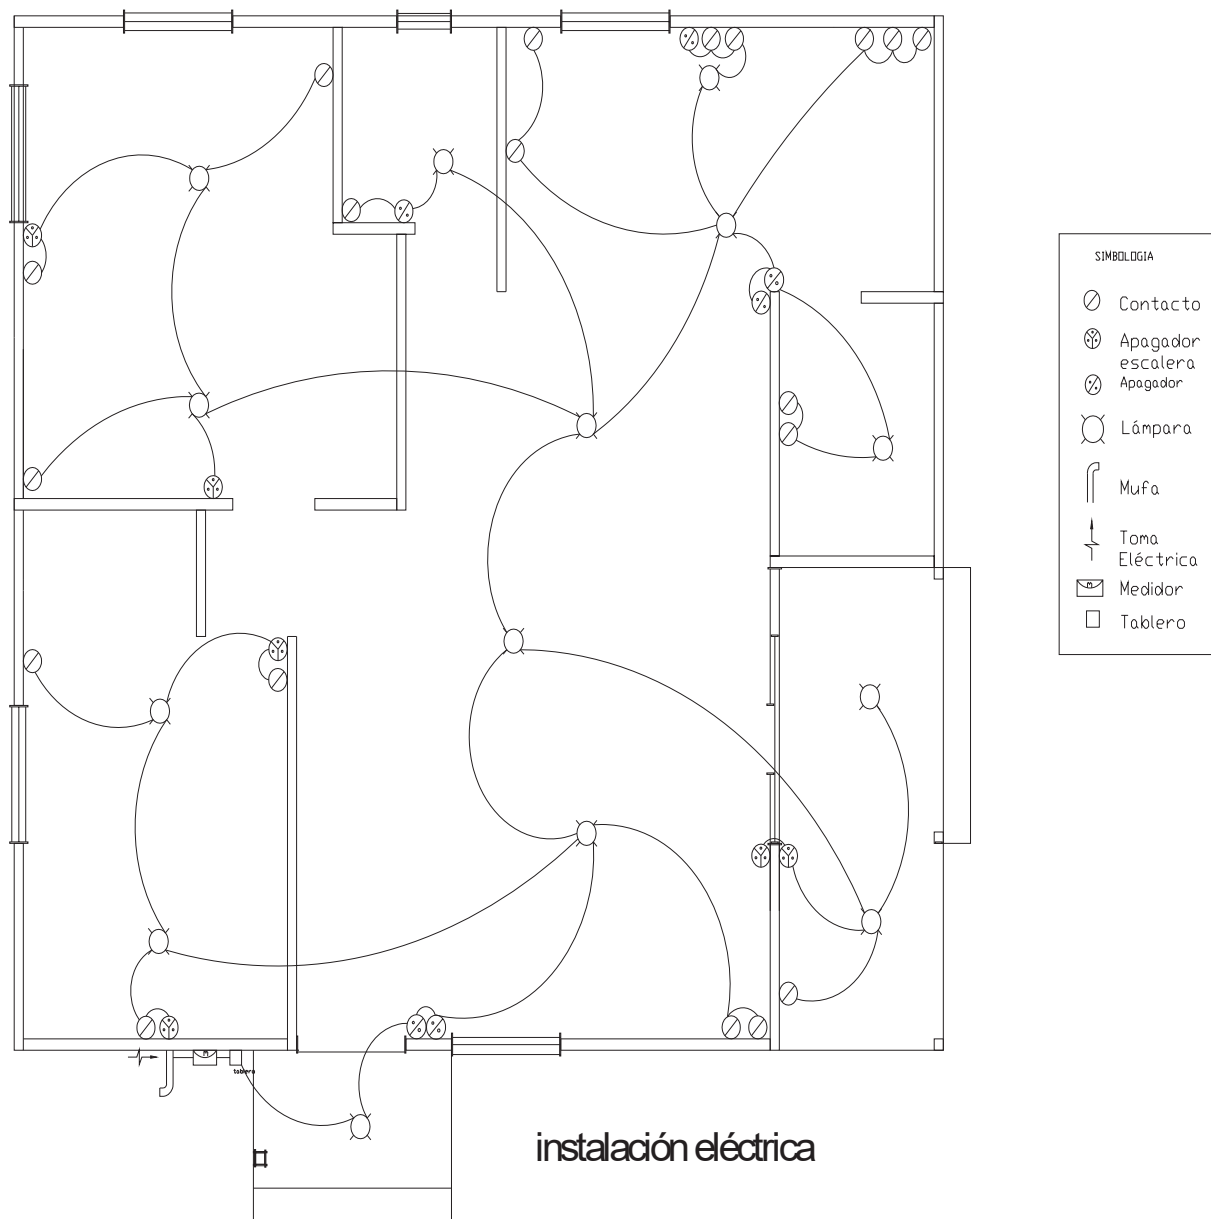 SIMBOLOGIA
Contacto
Apagador
escalera
Apagador
Lámpara
Mufa
Toma
Eléctrica
M
Medidor
Tablero
M
tablero
instalación eléctrica